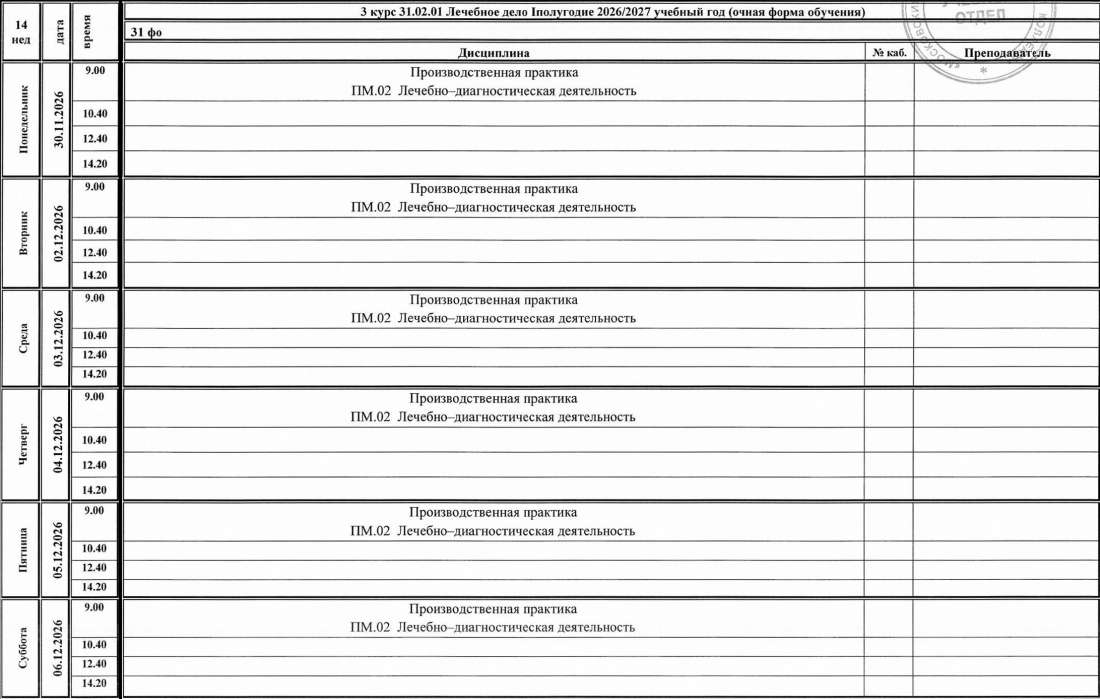 14
нед
дата
время
3 курс 31.02.01 Лечебное дело Iполугодие 2026/2027 учебный год (очная форма обучения)
31 фо
Дисциплина
№ каб.
Преподаватель
ОТДЕЛ
Понедельник
30.11.2026
9.00
Производственная практика
ПМ.02 Лечебно–диагностическая деятельность
10.40
12.40
14.20
Вторник
02.12.2026
9.00
Производственная практика
ПМ.02 Лечебно–диагностическая деятельность
10.40
12.40
14.20
Среда
03.12.2026
9.00
Производственная практика
ПМ.02 Лечебно–диагностическая деятельность
10.40
12.40
14.20
Четверг
04.12.2026
9.00
Производственная практика
ПМ.02 Лечебно–диагностическая деятельность
10.40
12.40
14.20
Пятница
05.12.2026
9.00
Производственная практика
ПМ.02 Лечебно–диагностическая деятельность
10.40
12.40
14.20
Суббота
06.12.2026
9.00
Производственная практика
ПМ.02 Лечебно–диагностическая деятельность
10.40
12.40
14.20